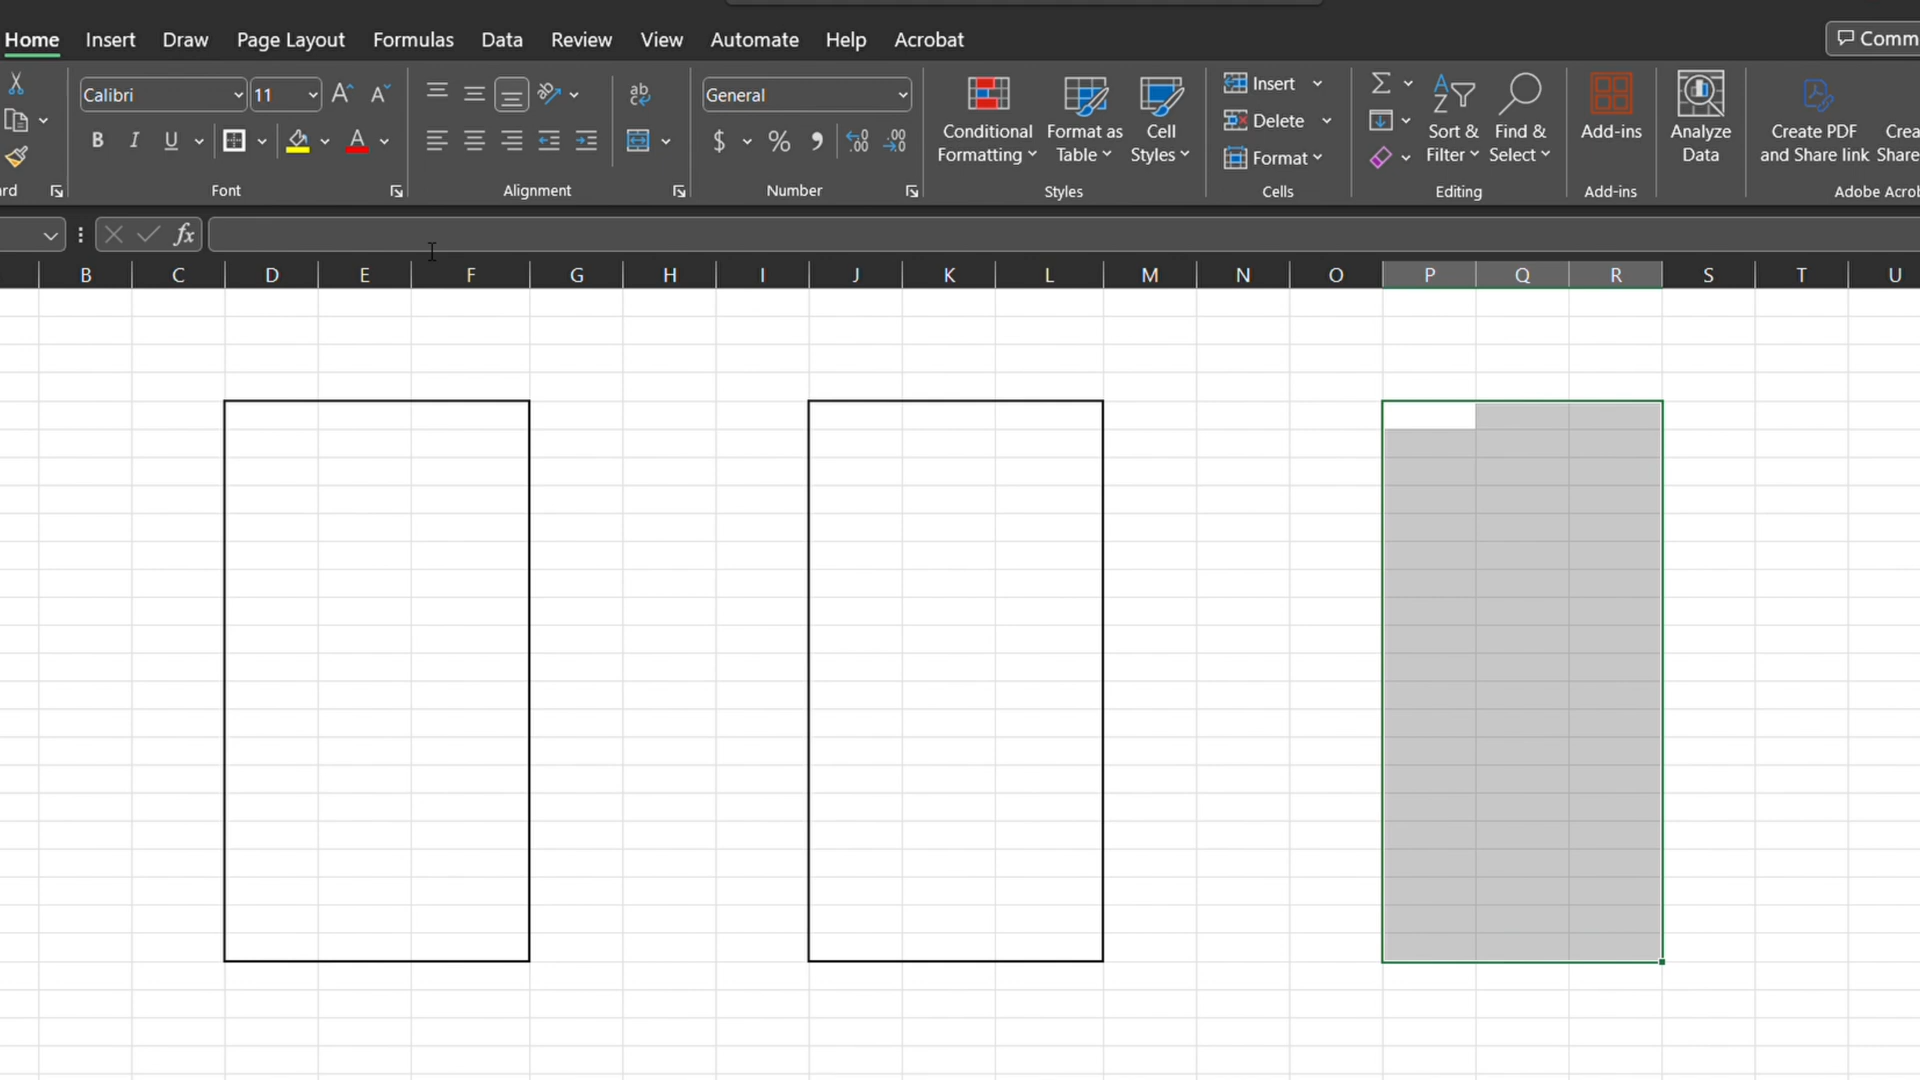 Home Insert Draw Page Layout Formulas Data Review View Automate Help Acrobat Comm
Calibri 11 General
Conditional Formatting
Format as Table
Cell Styles
Insert
Delete
Format
Sort & Filter
Find & Select
Add-ins
Analyze Data
Create PDF and Share link
Crea
Share
B I U ab A $ % 9 .00
rd Font Alignment Number Styles Cells Editing Add-ins Adobe Acro
fx
B C D E F G H I J K L M N O P Q R S T U